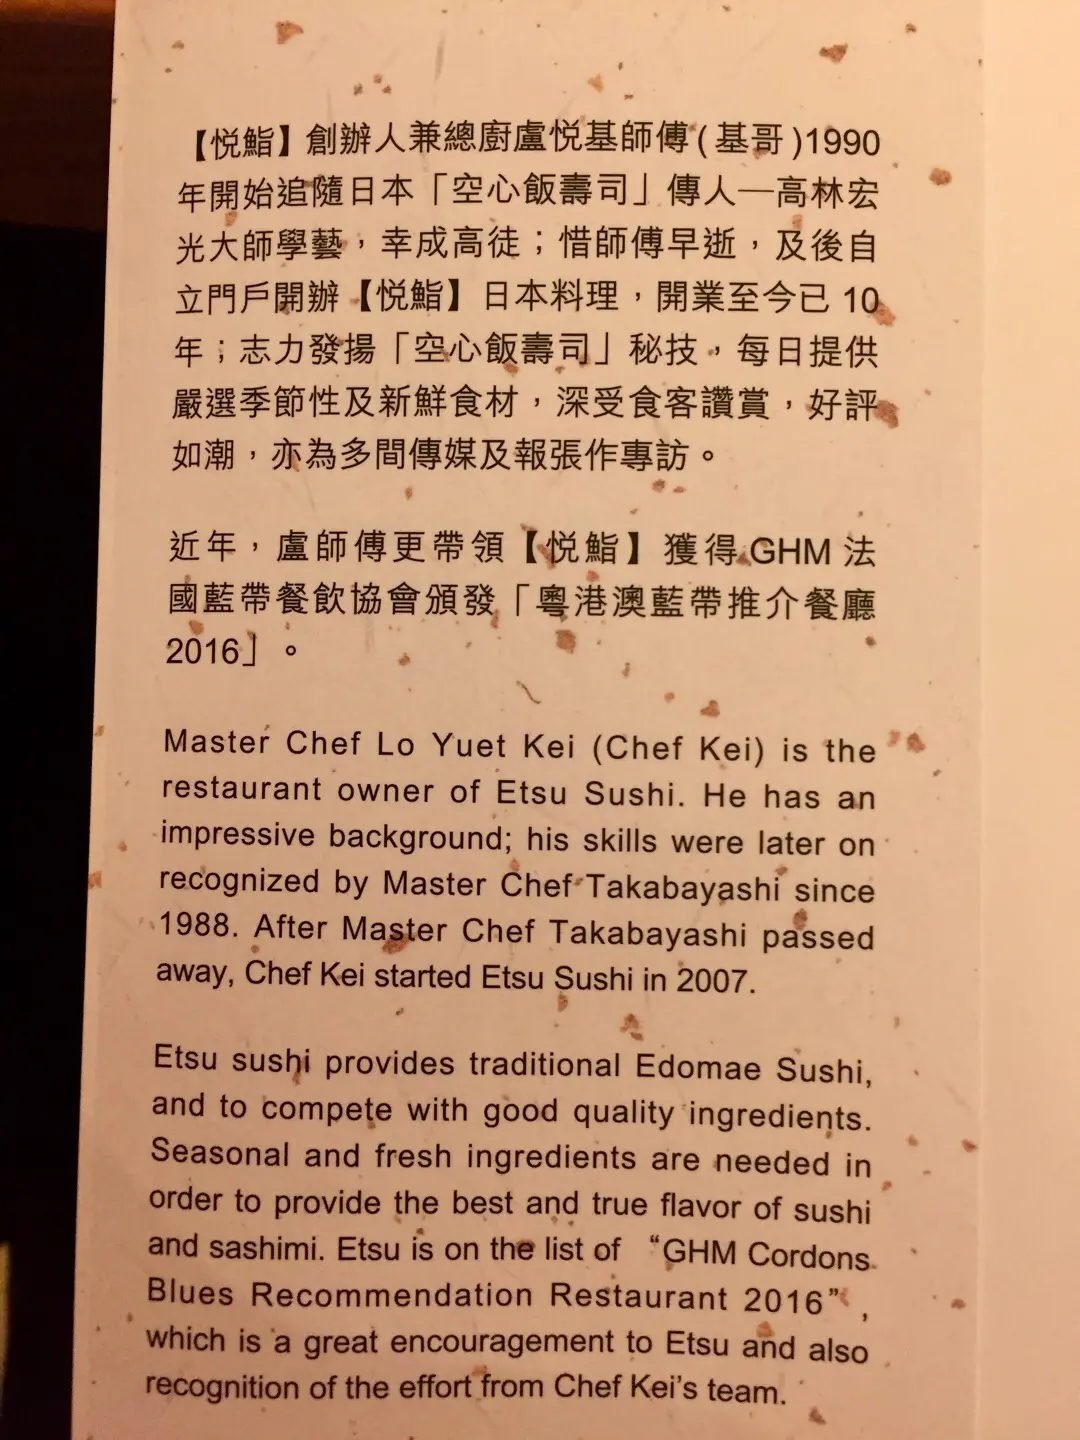 【悦鮨】創辦人兼總廚盧悦基師傅(基哥)1990
年開始追隨日本「空心飯壽司」傳人─高林宏
光大師學藝，幸成高徒；惜師傅早逝，及後自
立門戶開辦【悦鮨】日本料理，開業至今已 10
年；志力發揚「空心飯壽司」秘技，每日提供
嚴選季節性及新鮮食材，深受食客讚賞，好評
如潮，亦為多間傳媒及報張作專訪。
近年，盧師傅更帶領【悦鮨】獲得 GHM 法
國藍帶餐飲協會頒發「粵港澳藍帶推介餐廳
2016」。
Master Chef Lo Yuet Kei (Chef Kei) is the
restaurant owner of Etsu Sushi. He has an
impressive background; his skills were later on
recognized by Master Chef Takabayashi since
1988. After Master Chef Takabayashi passed
away, Chef Kei started Etsu Sushi in 2007.
Etsu sushi provides traditional Edomae Sushi,
and to compete with good quality ingredients.
Seasonal and fresh ingredients are needed in
order to provide the best and true flavor of sushi
and sashimi. Etsu is on the list of “GHM Cordons
Blues Recommendation Restaurant 2016”,
which is a great encouragement to Etsu and also
recognition of the effort from Chef Kei's team.